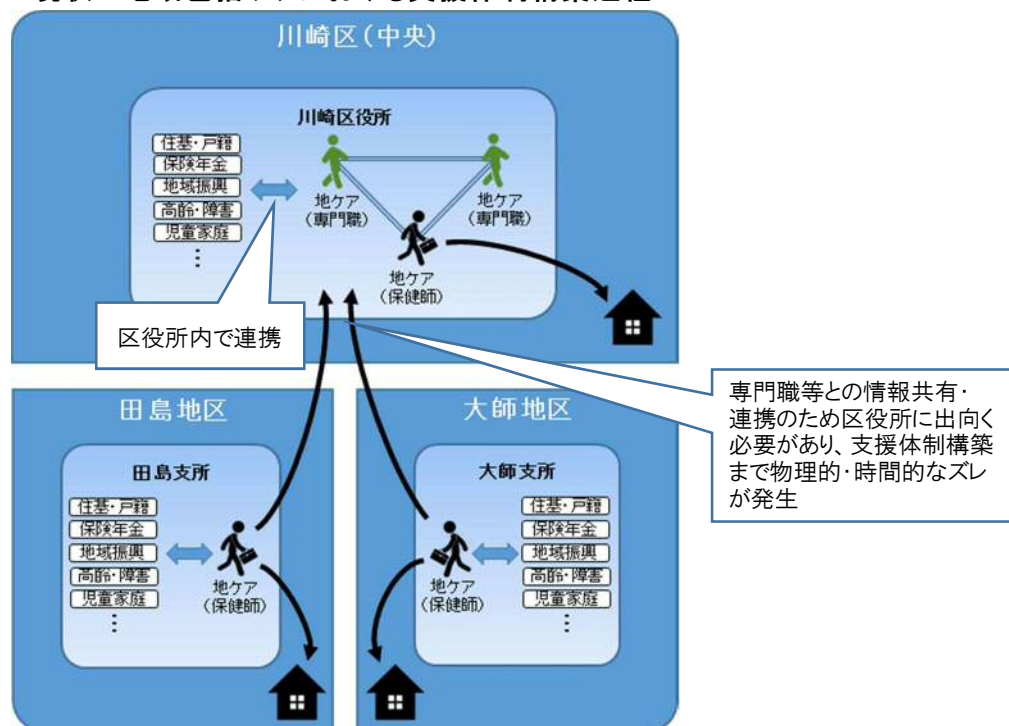 川崎区(中央)
川崎区役所
住基・戸籍
保険年金
地域振興
高齢・障害
児童家庭
⋮
地ケア
(専門職)
地ケア
(専門職)
地ケア
(保健師)
区役所内で連携
専門職等との情報共有・
連携のため区役所に出向く
必要があり、支援体制構築
まで物理的・時間的なズレ
が発生
田島地区
田島支所
住基・戸籍
保険年金
地域振興
高齢・障害
児童家庭
⋮
地ケア
(保健師)
大師地区
大師支所
地ケア
(保健師)
住基・戸籍
保険年金
地域振興
高齢・障害
児童家庭
⋮